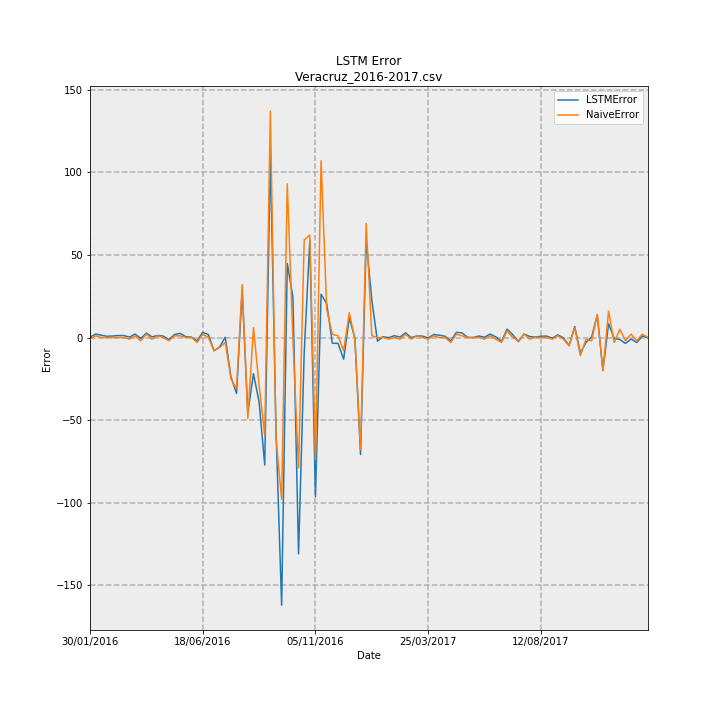 LSTM Error
Veracruz_2016-2017.csv
LSTMError
NaiveError
150
100
50
0
−50
−100
−150
Error
30/01/2016
18/06/2016
05/11/2016
25/03/2017
12/08/2017
Date